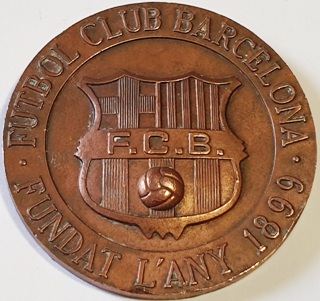 · FUTBOL CLUB BARCELONA ·
F.C.B.
FUNDAT L'ANY 1899